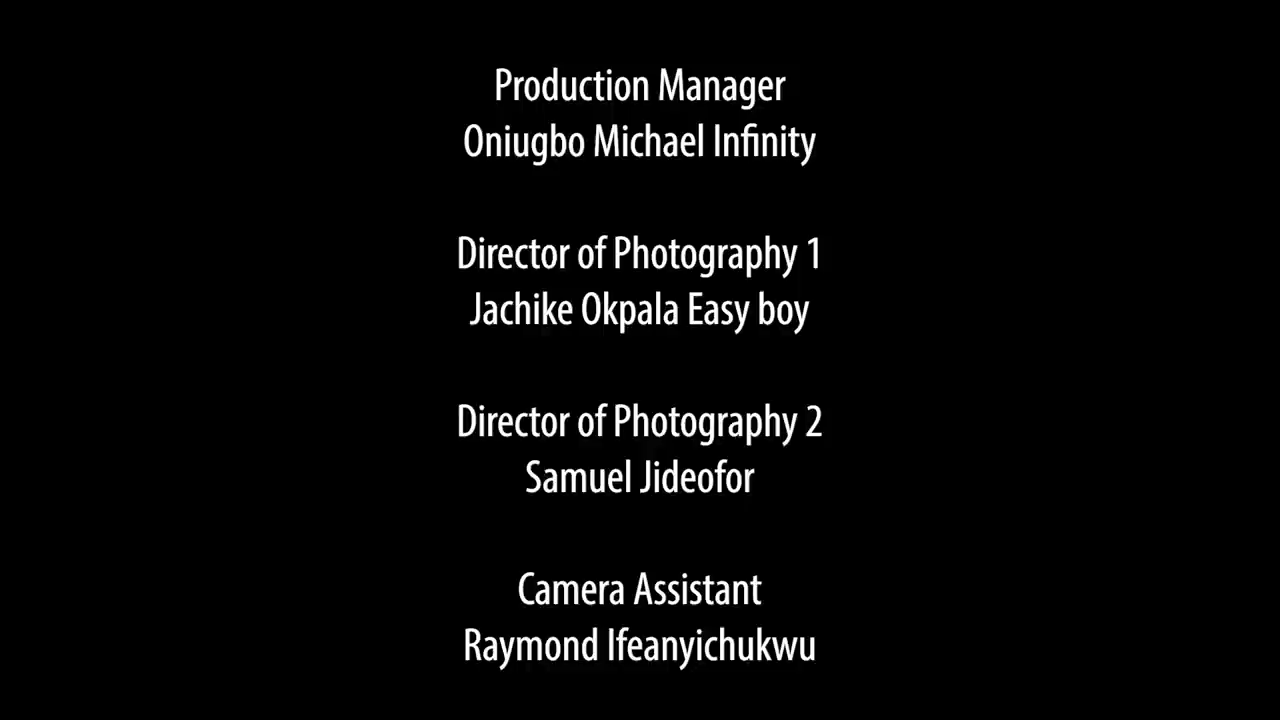 Production Manager
Oniugbo Michael Infinity
Director of Photography 1
Jachike Okpala Easy boy
Director of Photography 2
Samuel Jideofor
Camera Assistant
Raymond Ifeanyichukwu